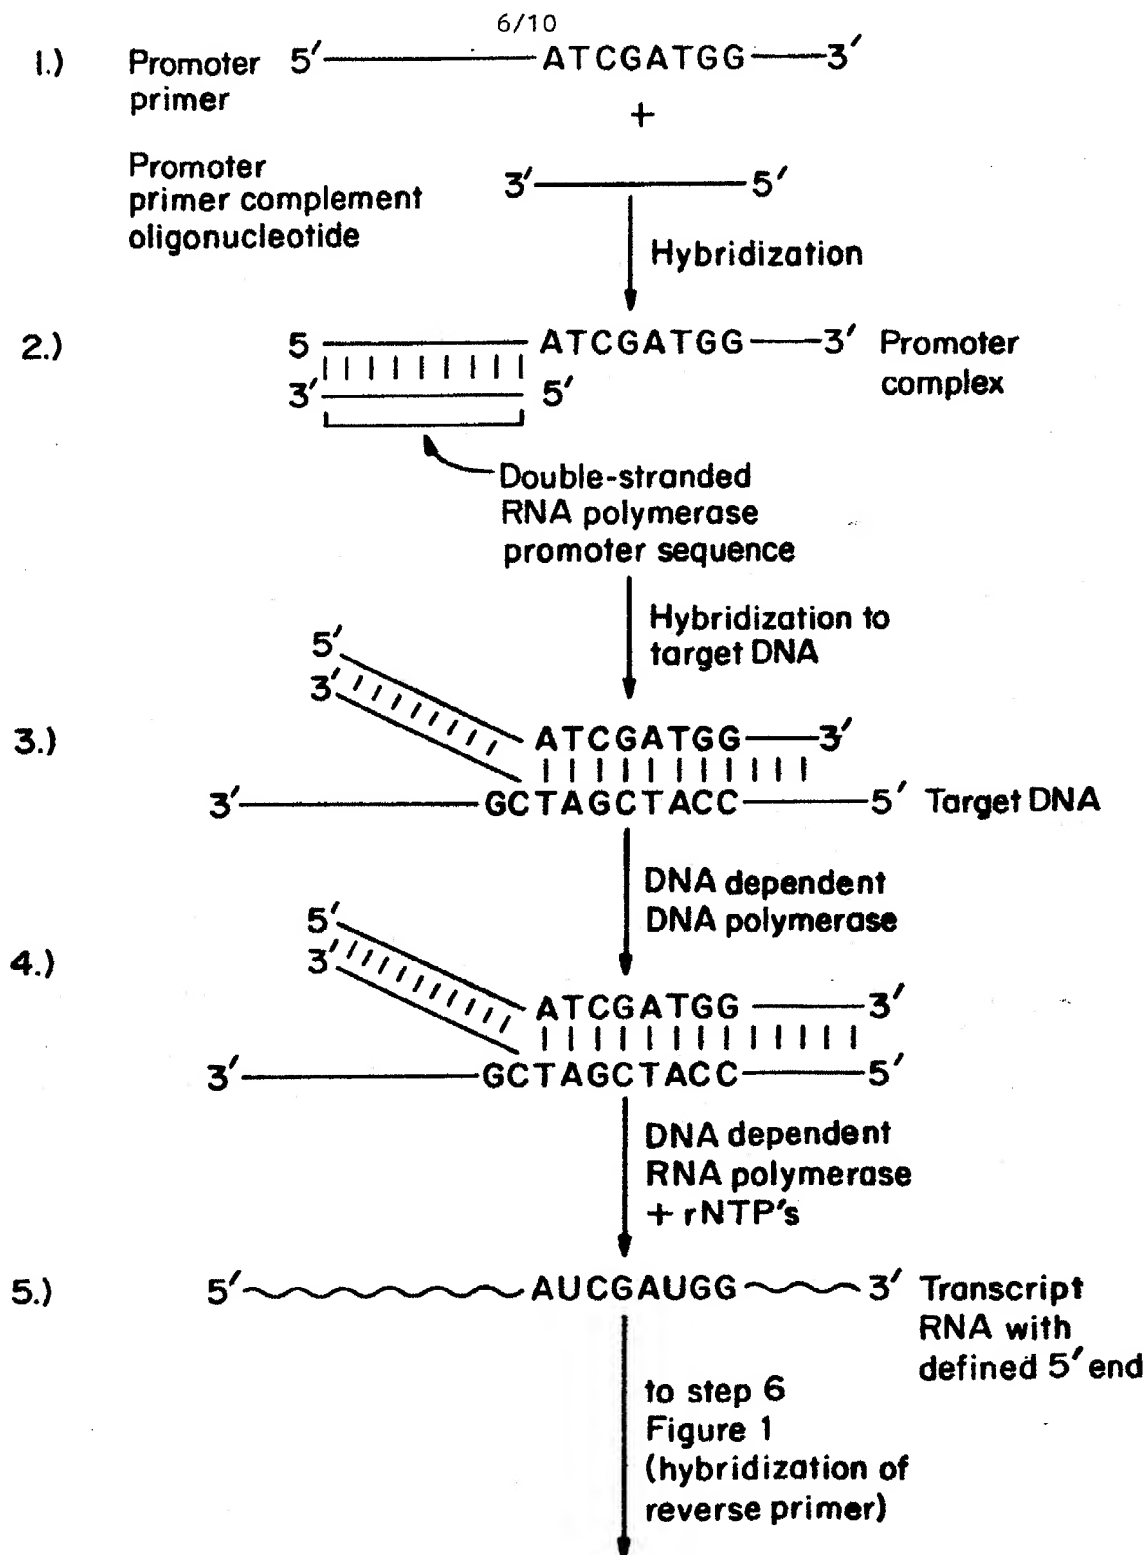 6/10
1.) Promoter primer 5′ ATCGATGG 3′
+
Promoter
primer complement
oligonucleotide
3′ 5′
Hybridization
2.) 5 ATCGATGG 3′ Promoter
complex
3′ 5′
Double-stranded
RNA polymerase
promoter sequence
Hybridization to
target DNA
5′
3′
3.) ATCGATGG 3′
3′ GCTAGCTACC 5′ Target DNA
DNA dependent
DNA polymerase
5′
3′
4.) ATCGATGG 3′
3′ GCTAGCTACC 5′
DNA dependent
RNA polymerase
+ rNTP's
5.) 5′ AUCGAUGG 3′ Transcript
RNA with
defined 5′ end
to step 6
Figure 1
(hybridization of
reverse primer)